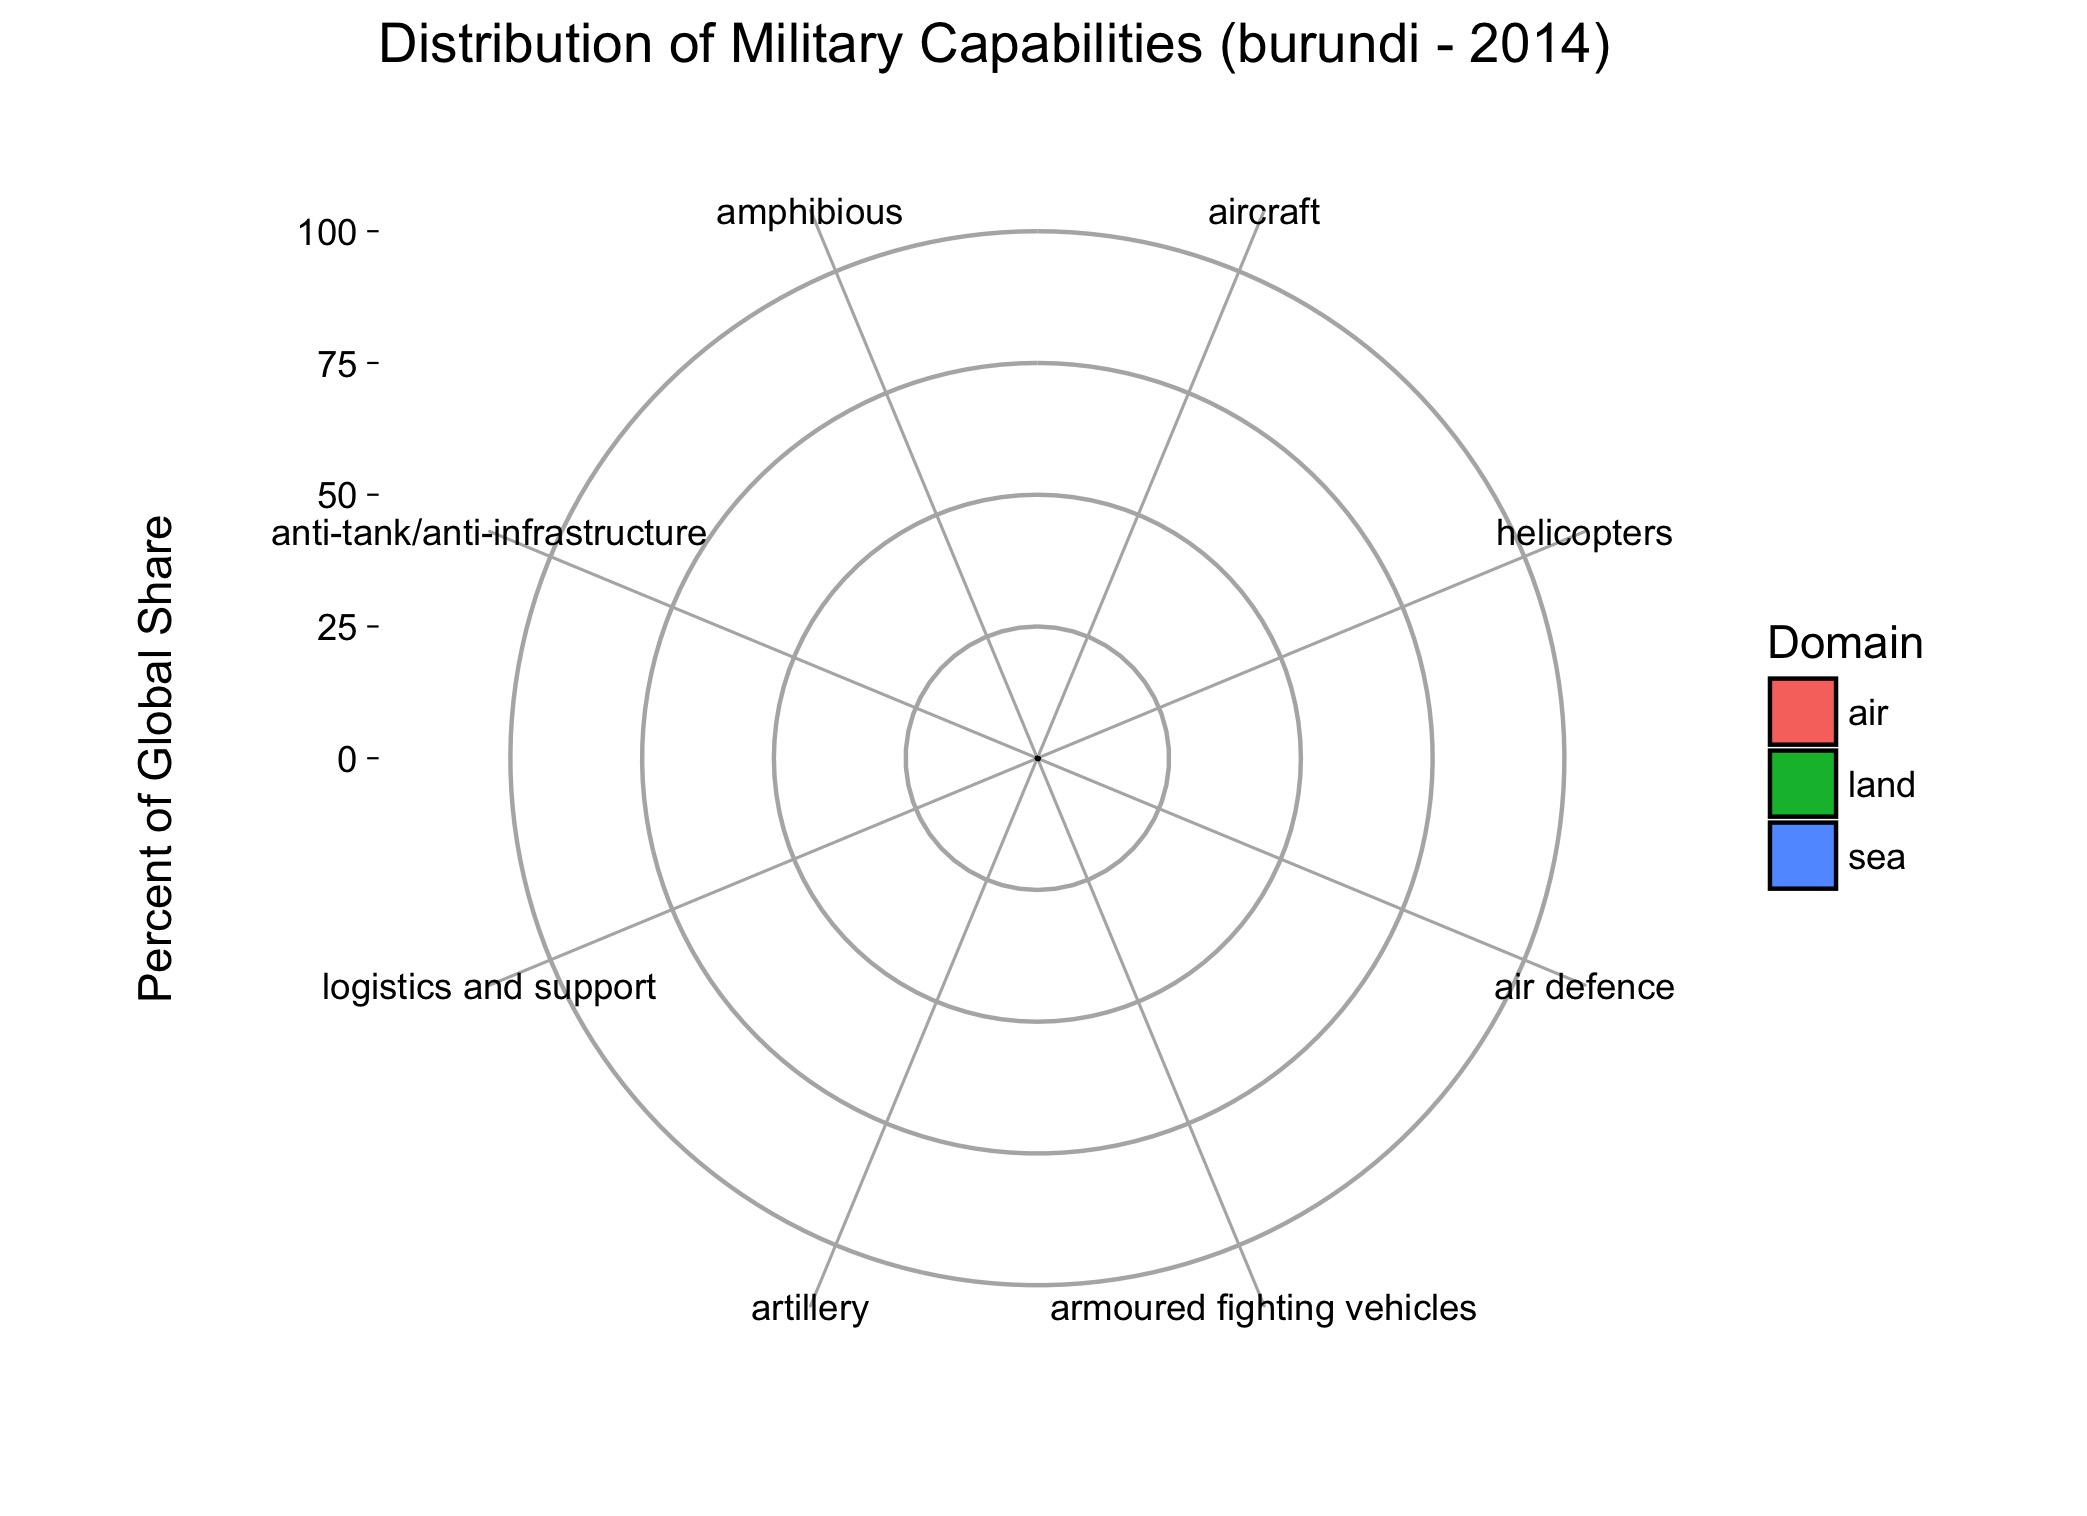 Distribution of Military Capabilities (burundi - 2014)
amphibious
aircraft
100
75
50
anti-tank/anti-infrastructure
helicopters
25
0
Percent of Global Share
Domain
air
land
sea
logistics and support
air defence
artillery
armoured fighting vehicles